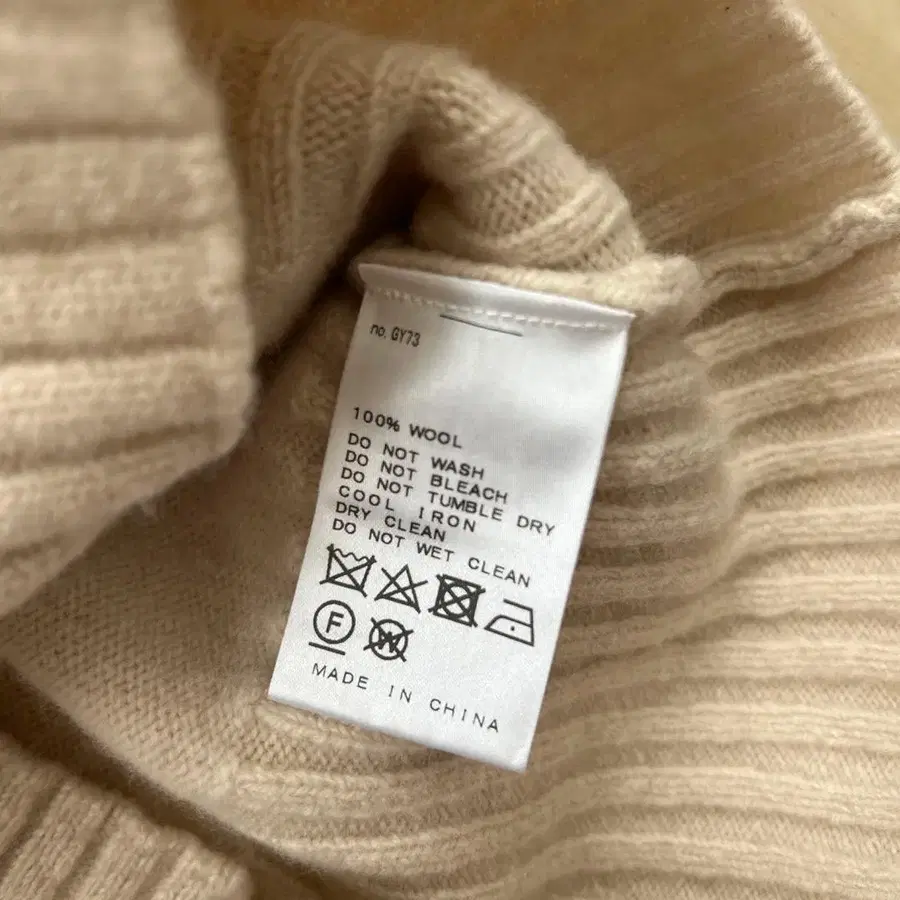 no. GY73
100% WOOL
DO NOT WASH
DO NOT BLEACH
DO NOT TUMBLE DRY
COOL IRON
DRY CLEAN
DO NOT WET CLEAN
F W
MADE IN CHINA